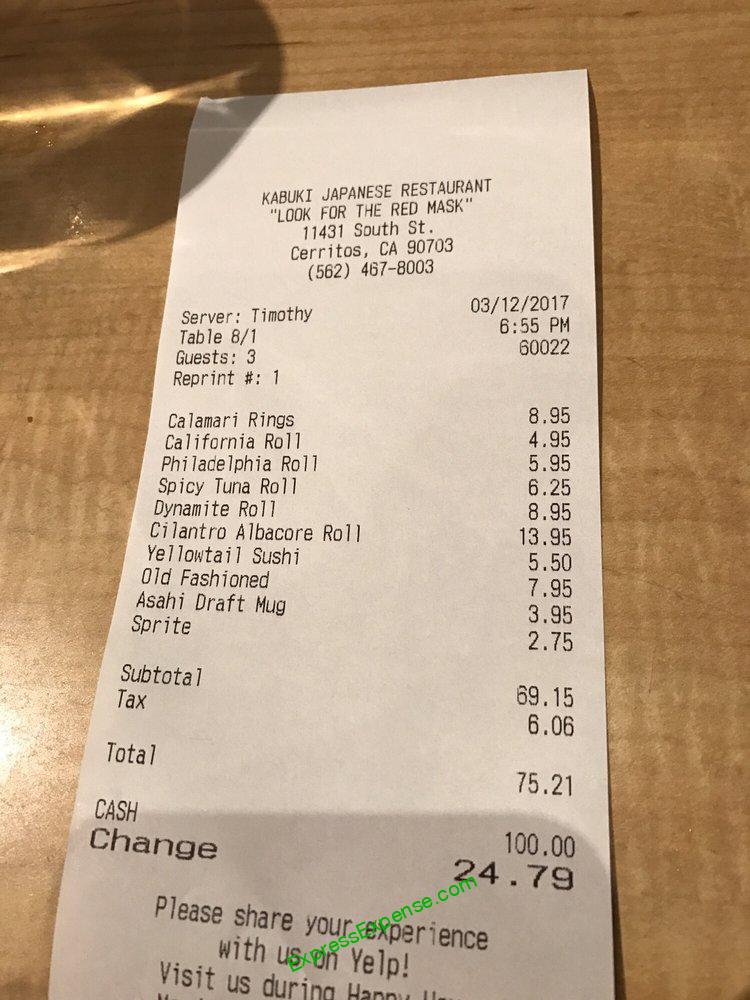 KABUKI JAPANESE RESTAURANT
"LOOK FOR THE RED MASK"
11431 South St.
Cerritos, CA 90703
(562) 467-8003
Server: Timothy 03/12/2017
Table 8/1 6:55 PM
Guests: 3 60022
Reprint #: 1
Calamari Rings 8.95
California Roll 4.95
Philadelphia Roll 5.95
Spicy Tuna Roll 6.25
Dynamite Roll 8.95
Cilantro Albacore Roll 13.95
Yellowtail Sushi 5.50
Old Fashioned 7.95
Asahi Draft Mug 3.95
Sprite 2.75
Subtotal 69.15
Tax 6.06
Total 75.21
CASH 100.00
Change 24.79
Please share your experience
with us on Yelp!
ExpressExpense.com
Visit us during Happy